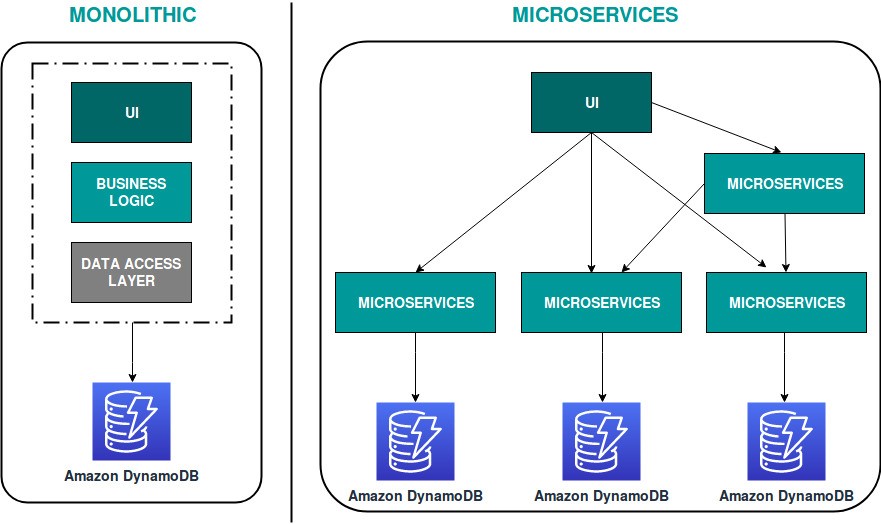 MONOLITHIC
UI
BUSINESS
LOGIC
DATA ACCESS
LAYER
Amazon DynamoDB
MICROSERVICES
UI
MICROSERVICES
MICROSERVICES
MICROSERVICES
MICROSERVICES
Amazon DynamoDB
Amazon DynamoDB
Amazon DynamoDB